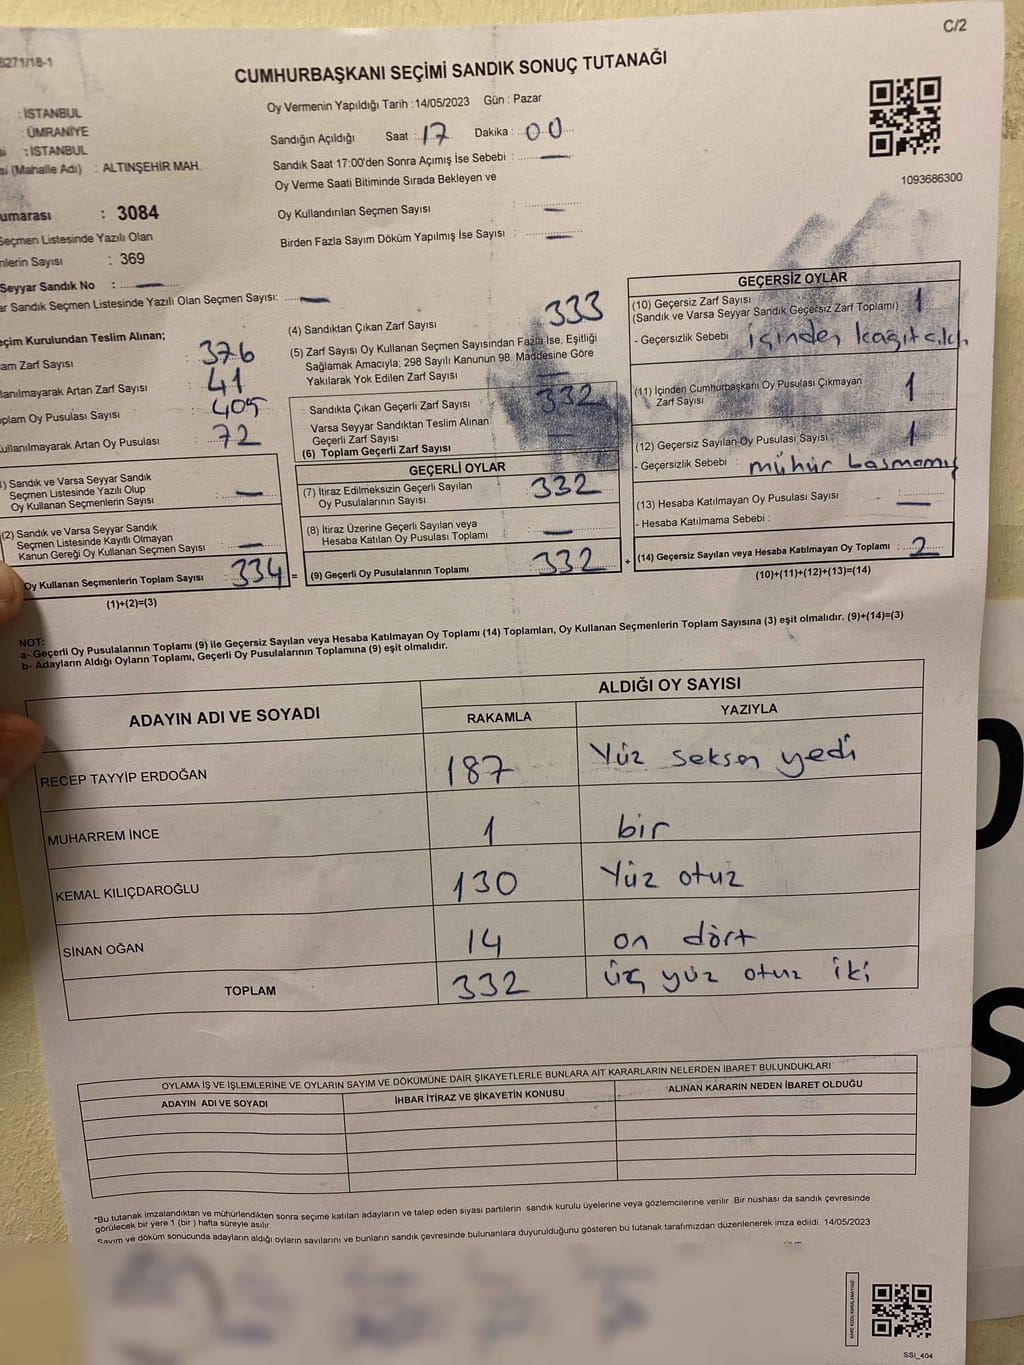 C/2
6271/18-1
CUMHURBAŞKANI SEÇİMİ SANDIK SONUÇ TUTANAĞI
: İSTANBUL
: ÜMRANİYE
: İSTANBUL
(Mahalle Adı) : ALTINŞEHİR MAH.
Oy Vermenin Yapıldığı Tarih : 14/05/2023 Gün : Pazar
Sandığın Açıldığı Saat : 17 Dakika : 00
Sandık Saat 17:00'den Sonra Açımış İse Sebebi : —
Oy Verme Saati Bitiminde Sırada Bekleyen ve
Oy Kullandırılan Seçmen Sayısı : —
Birden Fazla Sayım Döküm Yapılmış İse Sayısı : —
1093686300
umarası : 3084
Seçmen Listesinde Yazılı Olan
nlerin Sayısı : 369
Seyyar Sandık No : —
ar Sandık Seçmen Listesinde Yazılı Olan Seçmen Sayısı: —
eçim Kurulundan Teslim Alınan;
am Zarf Sayısı : 376
lanılmayarak Artan Zarf Sayısı : 41
plam Oy Pusulası Sayısı : 405
ullanılmayarak Artan Oy Pusulası : 72
) Sandık ve Varsa Seyyar Sandık
Seçmen Listesinde Yazılı Olup
Oy Kullanan Seçmenlerin Sayısı : —
(2) Sandık ve Varsa Seyyar Sandık
Seçmen Listesinde Kayıtlı Olmayan
Kanun Gereği Oy Kullanan Seçmen Sayısı : —
Oy Kullanan Seçmenlerin Toplam Sayısı : 334 =
(1)+(2)=(3)
(4) Sandıktan Çıkan Zarf Sayısı : 333
(5) Zarf Sayısı Oy Kullanan Seçmen Sayısından Fazla İse, Eşitliği
Sağlamak Amacıyla, 298 Sayılı Kanunun 98. Maddesine Göre
Yakılarak Yok Edilen Zarf Sayısı : —
Sandıkta Çıkan Geçerli Zarf Sayısı : 332
Varsa Seyyar Sandıktan Teslim Alınan
Geçerli Zarf Sayısı : —
(6) Toplam Geçerli Zarf Sayısı
GEÇERLİ OYLAR
(7) İtiraz Edilmeksizin Geçerli Sayılan
Oy Pusulalarının Sayısı : 332
(8) İtiraz Üzerine Geçerli Sayılan veya
Hesaba Katılan Oy Pusulası Toplamı : —
(9) Geçerli Oy Pusulalarının Toplamı : 332 +
GEÇERSİZ OYLAR
(10) Geçersiz Zarf Sayısı
(Sandık ve Varsa Seyyar Sandık Geçersiz Zarf Toplamı) : 1
- Geçersizlik Sebebi : içinden kağıt
(11) İçinden Cumhurbaşkanı Oy Pusulası Çıkmayan
Zarf Sayısı : 1
(12) Geçersiz Sayılan Oy Pusulası Sayısı : 1
- Geçersizlik Sebebi : mühür basmamış
(13) Hesaba Katılmayan Oy Pusulası Sayısı : —
- Hesaba Katılmama Sebebi :
(14) Geçersiz Sayılan veya Hesaba Katılmayan Oy Toplamı : 2
(10)+(11)+(12)+(13)=(14)
NOT:
a- Geçerli Oy Pusulalarının Toplamı (9) ile Geçersiz Sayılan veya Hesaba Katılmayan Oy Toplamı (14) Toplamları, Oy Kullanan Seçmenlerin Toplam Sayısına (3) eşit olmalıdır. (9)+(14)=(3)
b- Adayların Aldığı Oyların Toplamı, Geçerli Oy Pusulalarının Toplamına (9) eşit olmalıdır.
ADAYIN ADI VE SOYADI
ALDIĞI OY SAYISI
RAKAMLA YAZIYLA
RECEP TAYYİP ERDOĞAN 187 Yüz seksen yedi
MUHARREM İNCE 1 bir
KEMAL KILIÇDAROĞLU 130 Yüz otuz
SİNAN OĞAN 14 on dört
TOPLAM 332 üç yüz otuz iki
OYLAMA İŞ VE İŞLEMLERİNE VE OYLARIN SAYIM VE DÖKÜMÜNE DAİR ŞİKAYETLERLE BUNLARA AİT KARARLARIN NELERDEN İBARET BULUNDUKLARI
ADAYIN ADI VE SOYADI İHBAR İTİRAZ VE ŞİKAYETİN KONUSU ALINAN KARARIN NEDEN İBARET OLDUĞU
*Bu tutanak imzalandıktan ve mühürlendikten sonra seçime katılan adayların ve talep eden siyasi partilerin sandık kurulu üyelerine veya gözlemcilerine verilir. Bir nüshası da sandık çevresinde
görülecek bir yere 1 (bir) hafta süreyle asılır.
Sayım ve döküm sonucunda adayların aldığı oyların sayılarını ve bunların sandık çevresinde bulunanlara duyurulduğunu gösteren bu tutanak tarafımızdan düzenlenerek imza edildi. 14/05/2023
KARE KODU KARALAMAYINIZ!
SSI_404